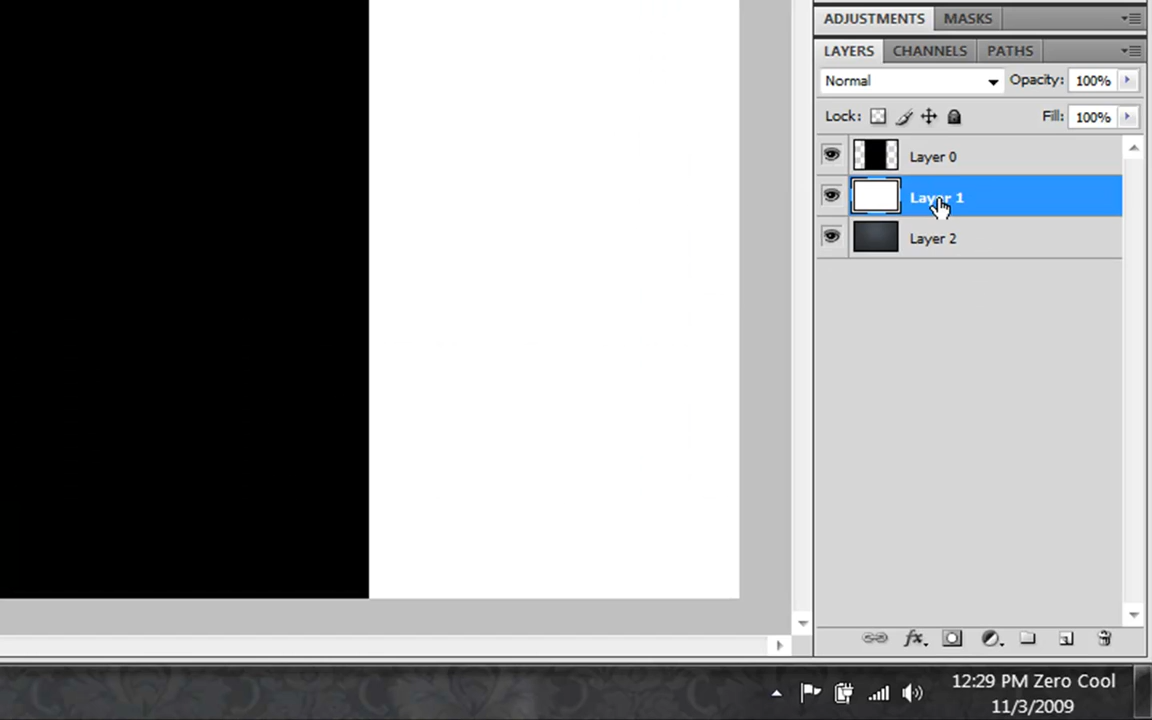 ADJUSTMENTS MASKS
LAYERS CHANNELS PATHS
Normal Opacity: 100%
Lock: Fill: 100%
Layer 0
Layer 1
Layer 2
fx
12:29 PM Zero Cool
11/3/2009